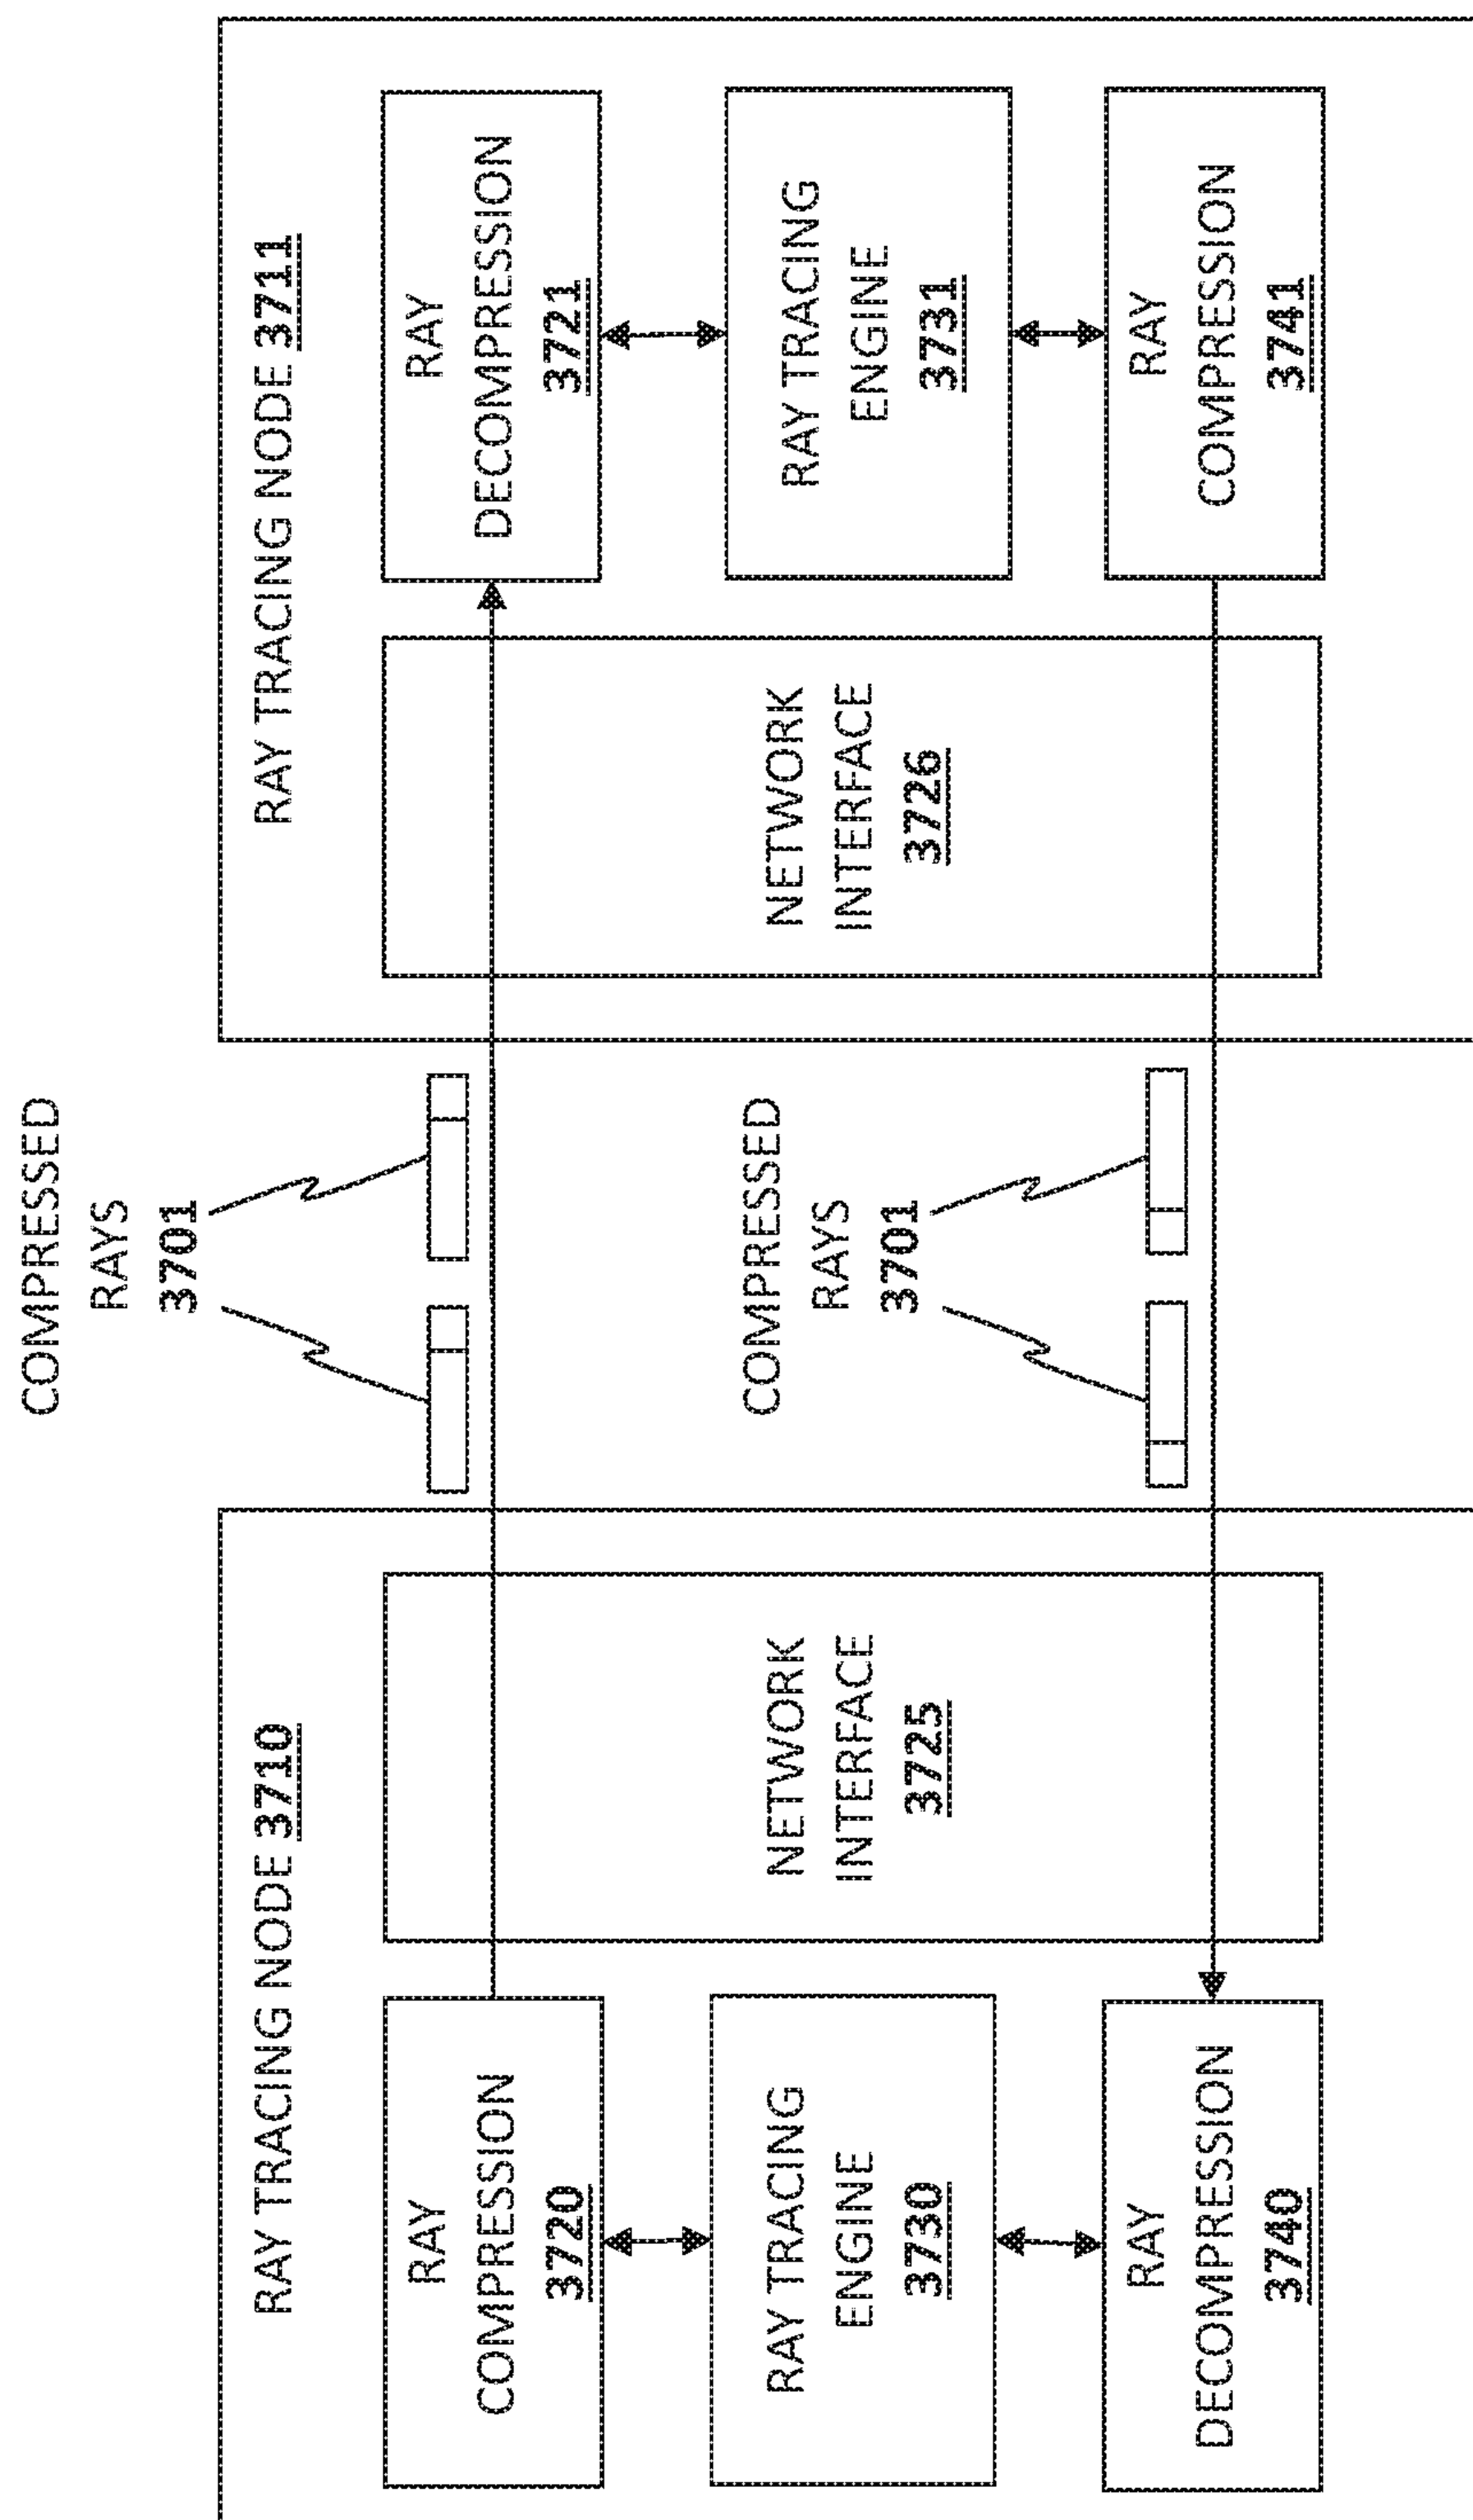 COMPRESSED
RAYS
3701
RAY TRACING NODE 3710
RAY TRACING NODE 3711
RAY
COMPRESSION
3720
NETWORK
INTERFACE
3725
NETWORK
INTERFACE
3726
RAY
DECOMPRESSION
3721
RAY TRACING
ENGINE
3730
COMPRESSED
RAYS
3701
RAY TRACING
ENGINE
3731
RAY
DECOMPRESSION
3740
RAY
COMPRESSION
3741